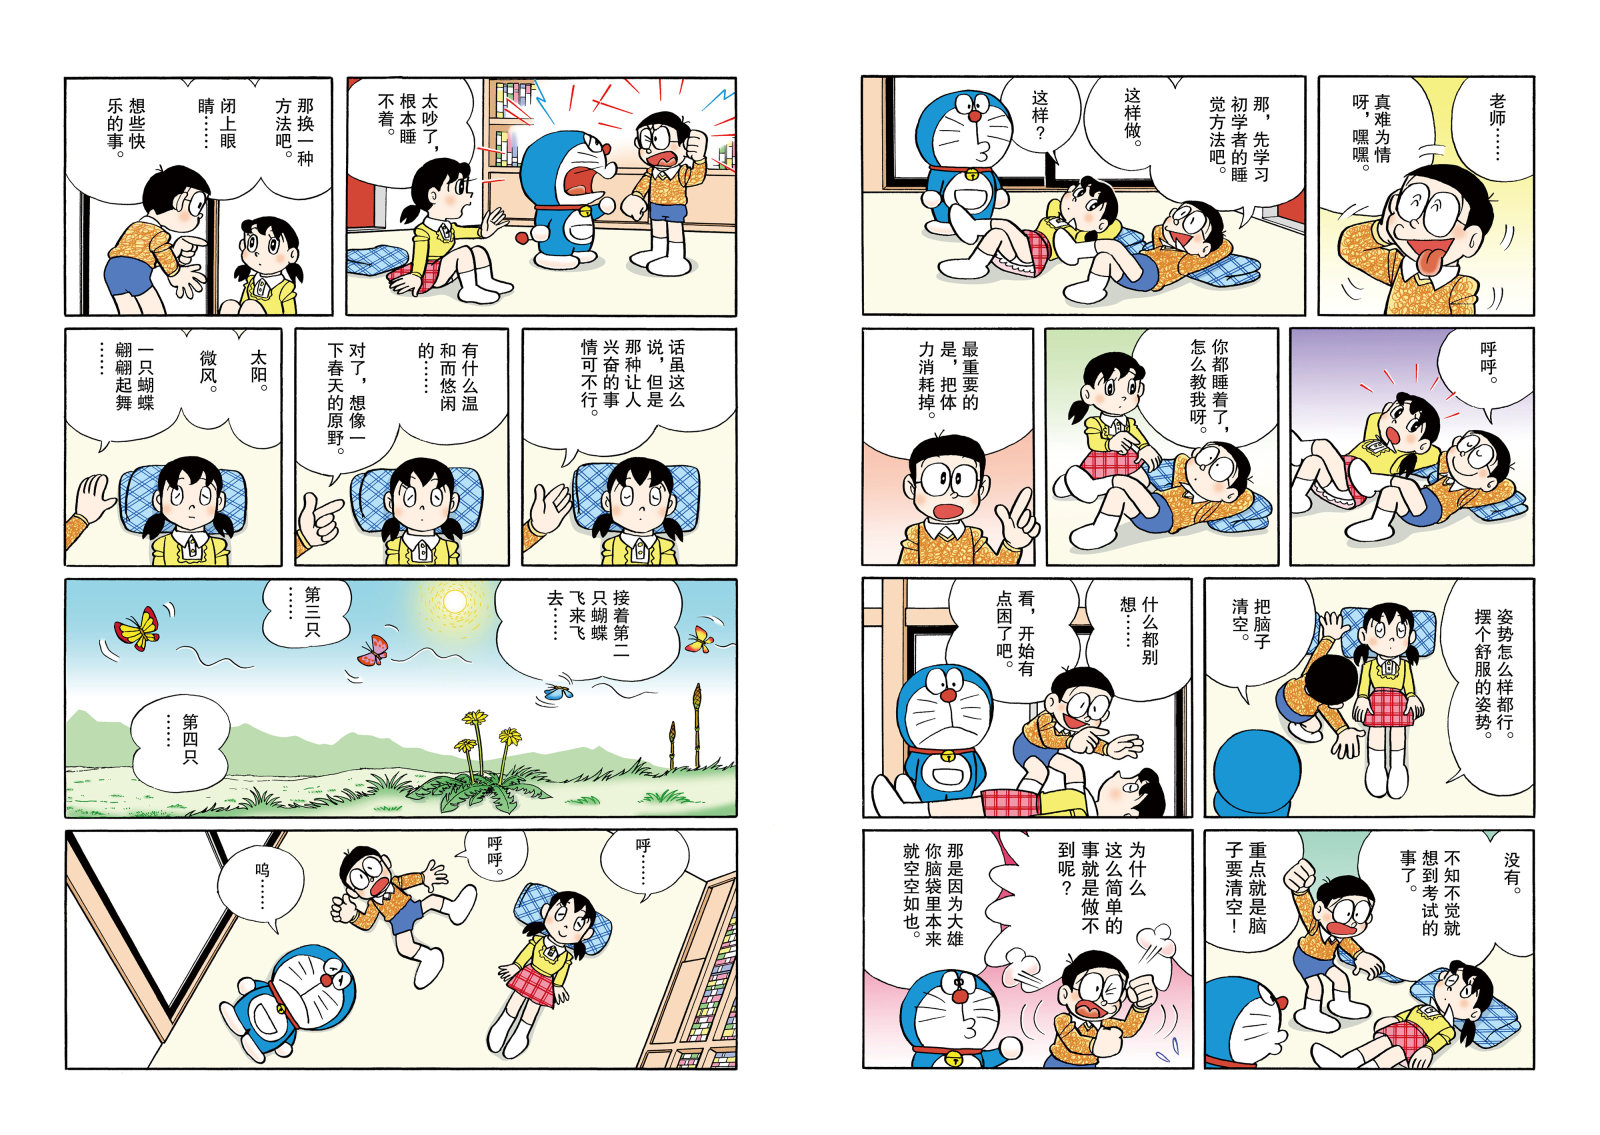 老师……
真难为情
呀，嘿嘿。
那，先学习
初学者的睡
觉方法吧。
这样做。
这样？
呼呼。
你都睡着了，
怎么教我呀。
最重要的
是，把体
力消耗掉。
姿势怎么样都行。
摆个舒服的姿势。
把脑子
清空。
什么都别
想……
看，开始有
点困了吧。
没有。
不知不觉就
想到考试的
事了。
重点就是脑
子要清空！
为什么
这么简单的
事就是做不
到呢？
那是因为大雄
你脑袋里本来
就空空如也。
太吵了，
根本睡
不着。
那换一种
方法吧。
闭上眼
睛……
想些快
乐的事。
话虽这么
说，但是
那种让人
兴奋的事
情可不行。
有什么温
和而悠闲
的……
对了，想像一
下春天的原野。
太阳。
微风。
一只蝴蝶
翩翩起舞
……
接着第二
只蝴蝶
飞来飞
去……
第三只
……
第四只
……
呼……
呼呼。
呜……